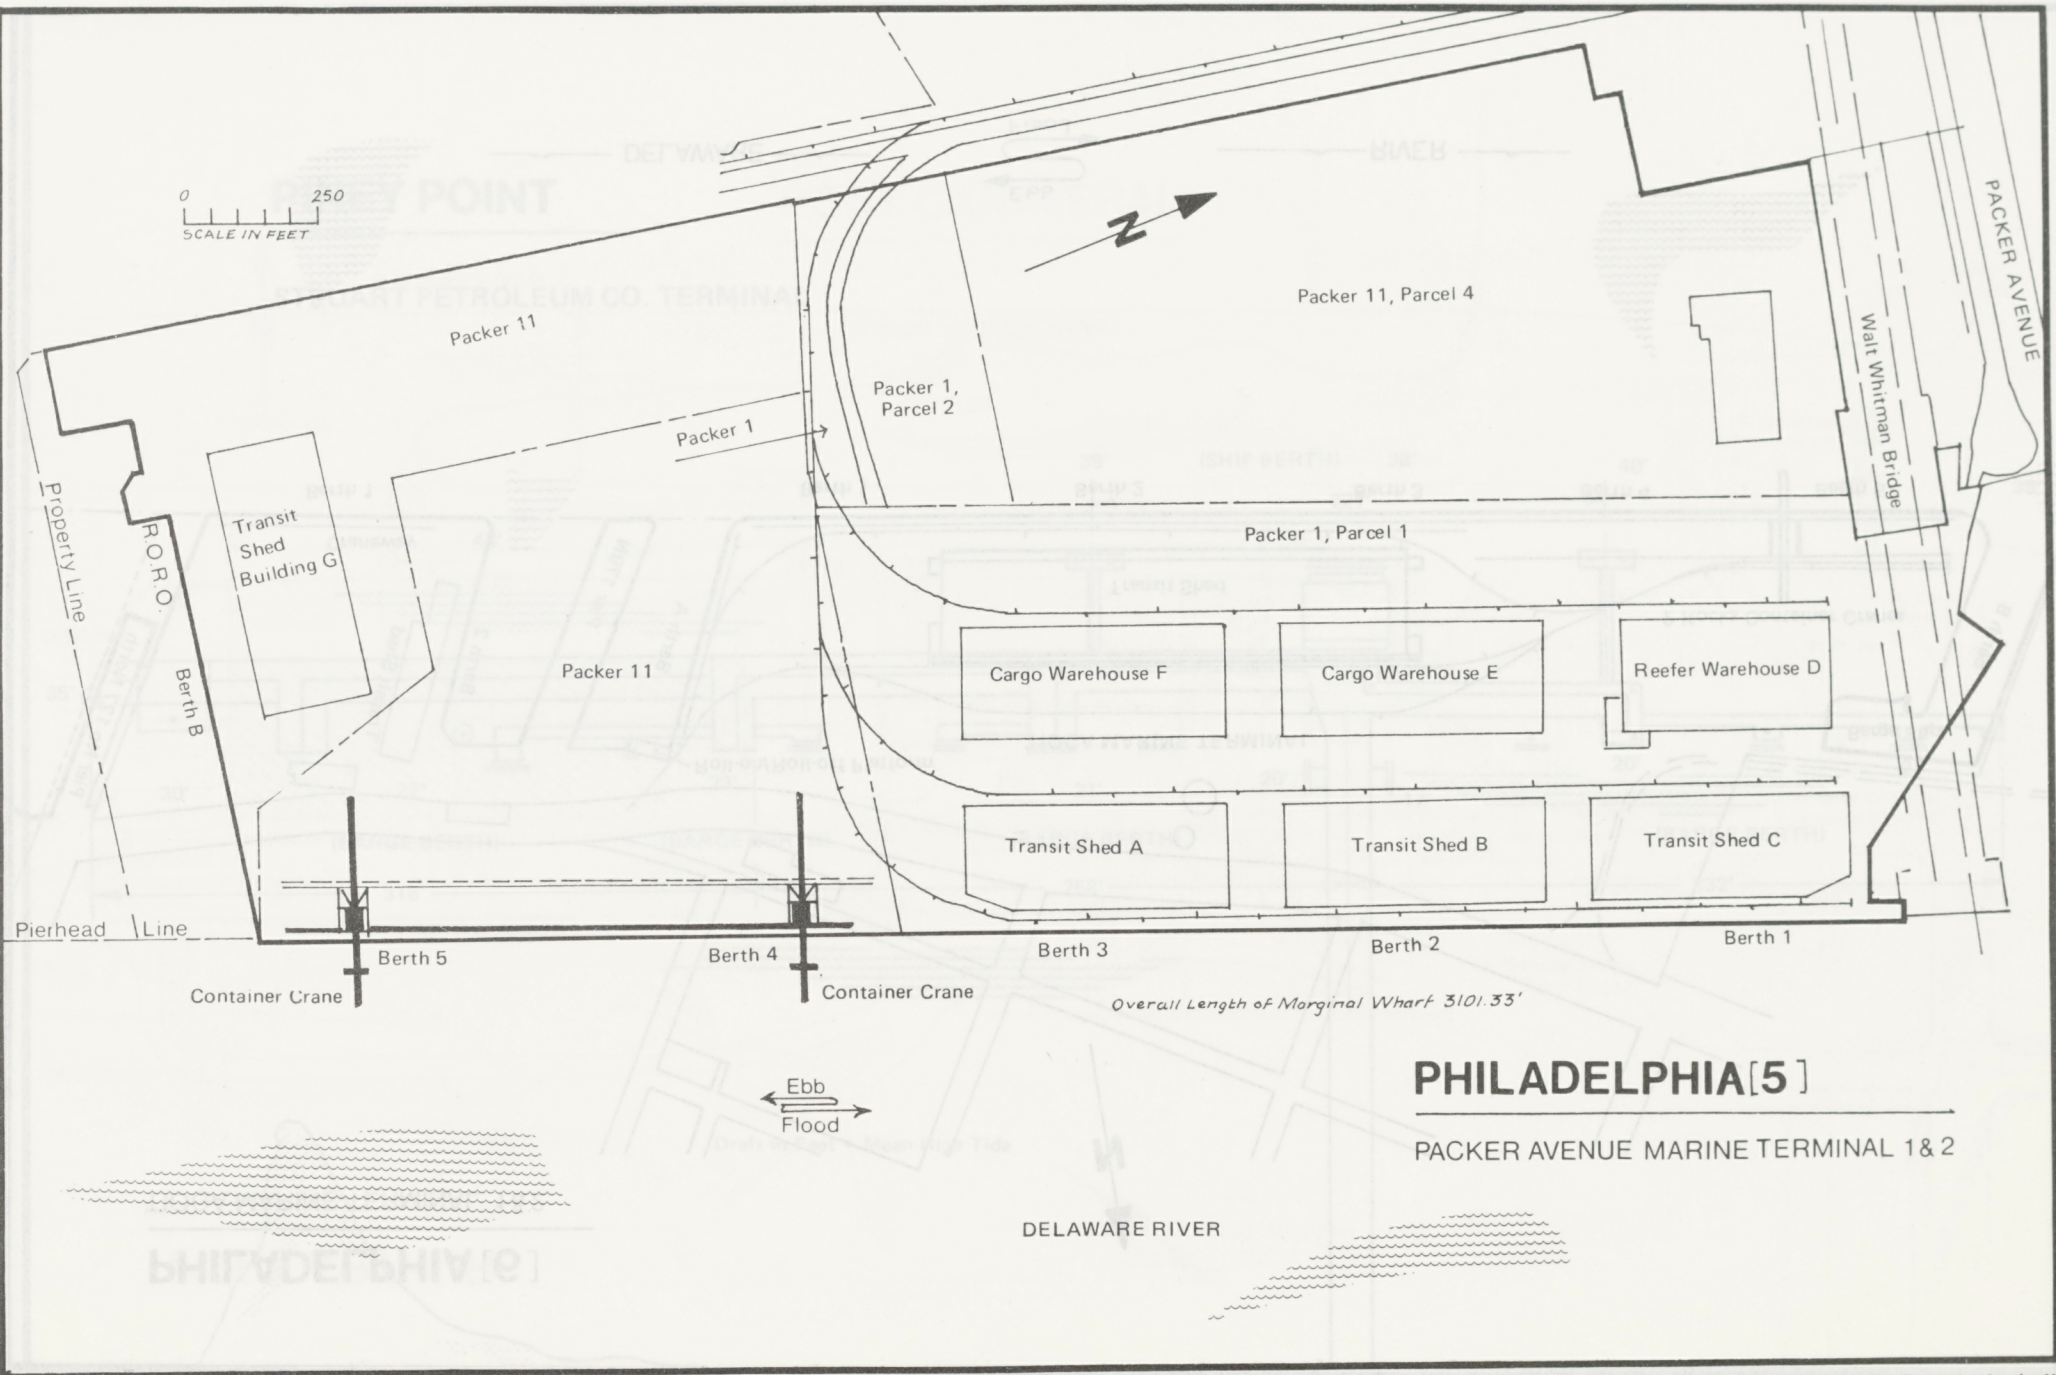 0 250
SCALE IN FEET
N
PACKER AVENUE
Packer 11, Parcel 4
Packer 11
Walt Whitman Bridge
Packer 1,
Parcel 2
Packer 1
Property Line
R.O.R.O.
Transit
Shed
Building G
Packer 1, Parcel 1
Berth B
Packer 11
Cargo Warehouse F
Cargo Warehouse E
Reefer Warehouse D
Transit Shed A
Transit Shed B
Transit Shed C
Pierhead Line
Berth 5
Berth 4
Berth 3
Berth 2
Berth 1
Container Crane
Container Crane
Overall Length of Marginal Wharf 3101.33'
Ebb
Flood
PHILADELPHIA[5]
PACKER AVENUE MARINE TERMINAL 1& 2
DELAWARE RIVER